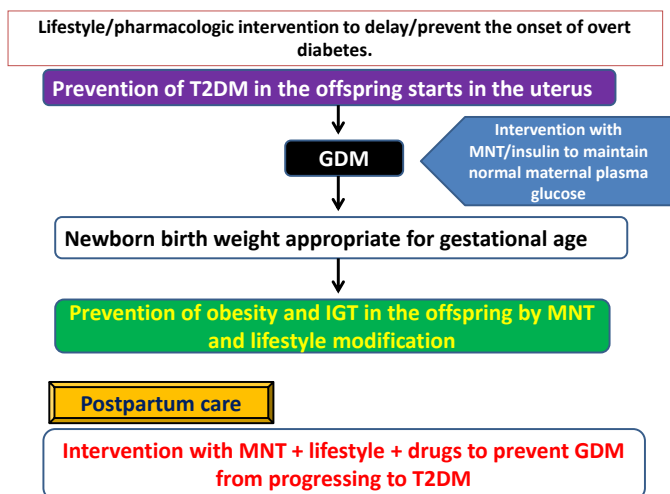 Lifestyle/pharmacologic intervention to delay/prevent the onset of overt
diabetes.
Prevention of T2DM in the offspring starts in the uterus
GDM
Intervention with
MNT/insulin to maintain
normal maternal plasma
glucose
Newborn birth weight appropriate for gestational age
Prevention of obesity and IGT in the offspring by MNT
and lifestyle modification
Postpartum care
Intervention with MNT + lifestyle + drugs to prevent GDM
from progressing to T2DM